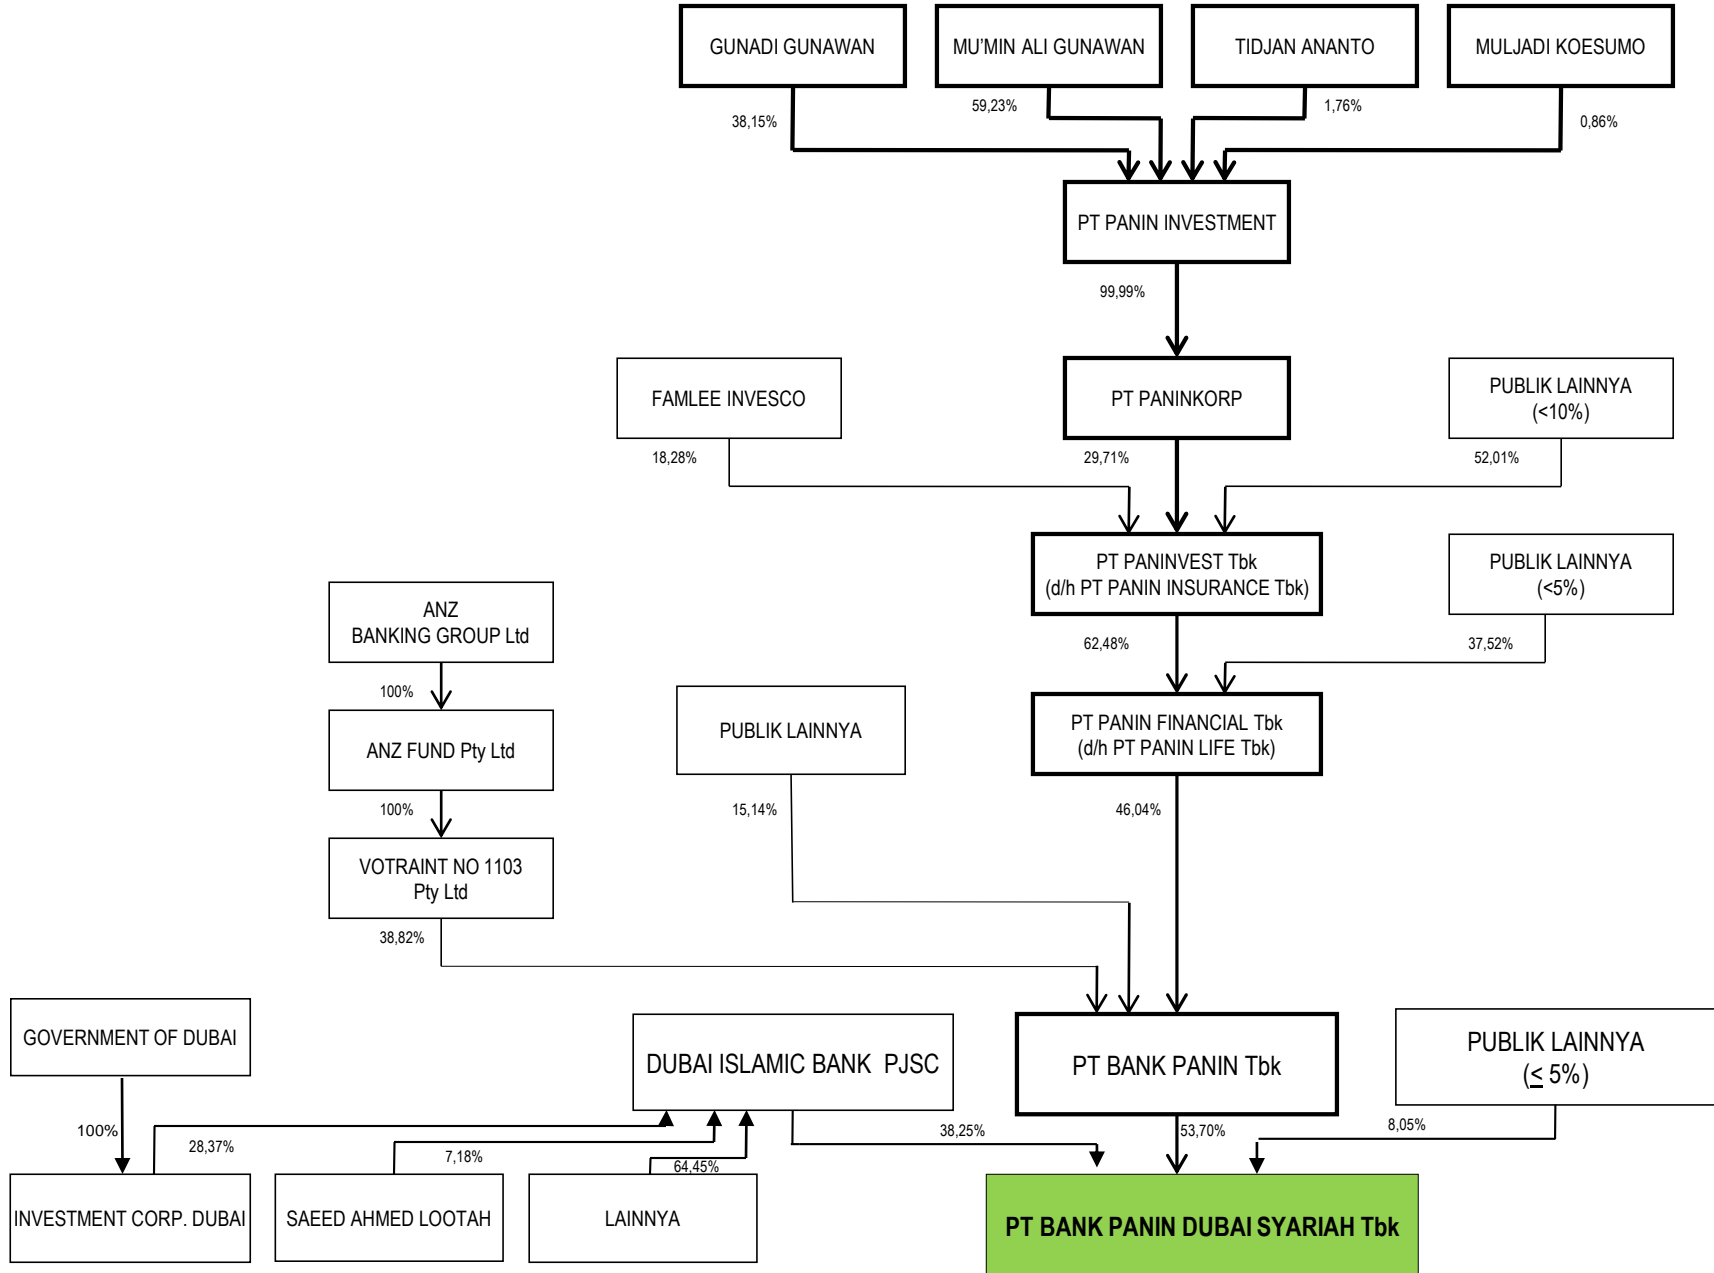 GUNADI GUNAWAN
MU’MIN ALI GUNAWAN
TIDJAN ANANTO
MULJADI KOESUMO
38,15%
59,23%
1,76%
0,86%
PT PANIN INVESTMENT
99,99%
FAMLEE INVESCO
PT PANINKORP
PUBLIK LAINNYA
(<10%)
18,28%
29,71%
52,01%
PT PANINVEST Tbk
(d/h PT PANIN INSURANCE Tbk)
PUBLIK LAINNYA
(<5%)
ANZ
BANKING GROUP Ltd
62,48%
37,52%
100%
PUBLIK LAINNYA
PT PANIN FINANCIAL Tbk
(d/h PT PANIN LIFE Tbk)
ANZ FUND Pty Ltd
100%
15,14%
46,04%
VOTRAINT NO 1103
Pty Ltd
38,82%
GOVERNMENT OF DUBAI
DUBAI ISLAMIC BANK  PJSC
PT BANK PANIN Tbk
PUBLIK LAINNYA
(≤ 5%)
100%
28,37%
7,18%
64,45%
38,25%
53,70%
8,05%
INVESTMENT CORP. DUBAI
SAEED AHMED LOOTAH
LAINNYA
PT BANK PANIN DUBAI SYARIAH Tbk